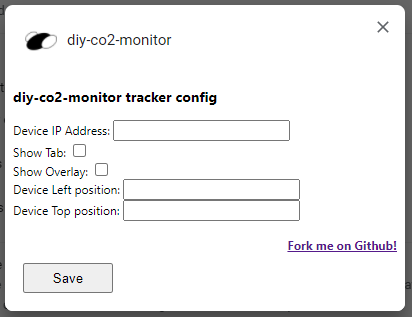 diy-co2-monitor
diy-co2-monitor tracker config
Device IP Address:
Show Tab:
Show Overlay:
Device Left position:
Device Top position:
Fork me on Github!
Save